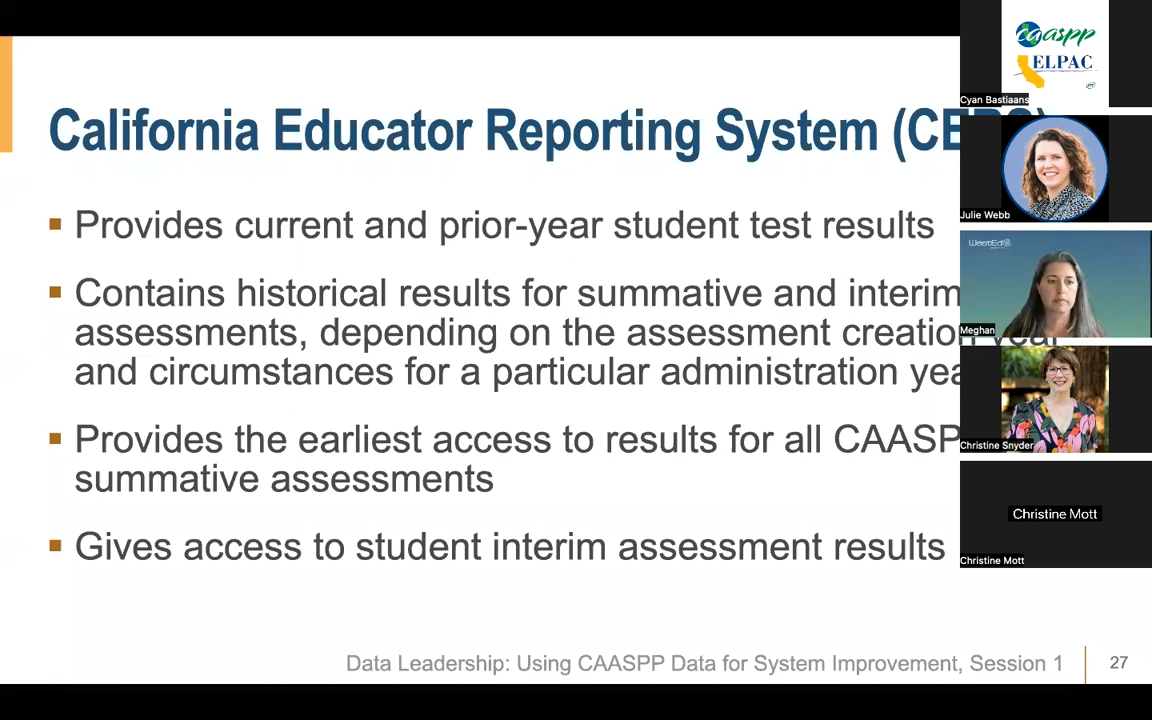 California Educator Reporting System (CERS)
Provides current and prior-year student test results
Contains historical results for summative and interim
assessments, depending on the assessment creation year
and circumstances for a particular administration yea
Provides the earliest access to results for all CAASP
summative assessments
Gives access to student interim assessment results
Data Leadership: Using CAASPP Data for System Improvement, Session 1
27
caaspp
ELPAC
Cyan Bastiaans
Julie Webb
WestEd
Meghan
Christine Snyder
Christine Mott
Christine Mott